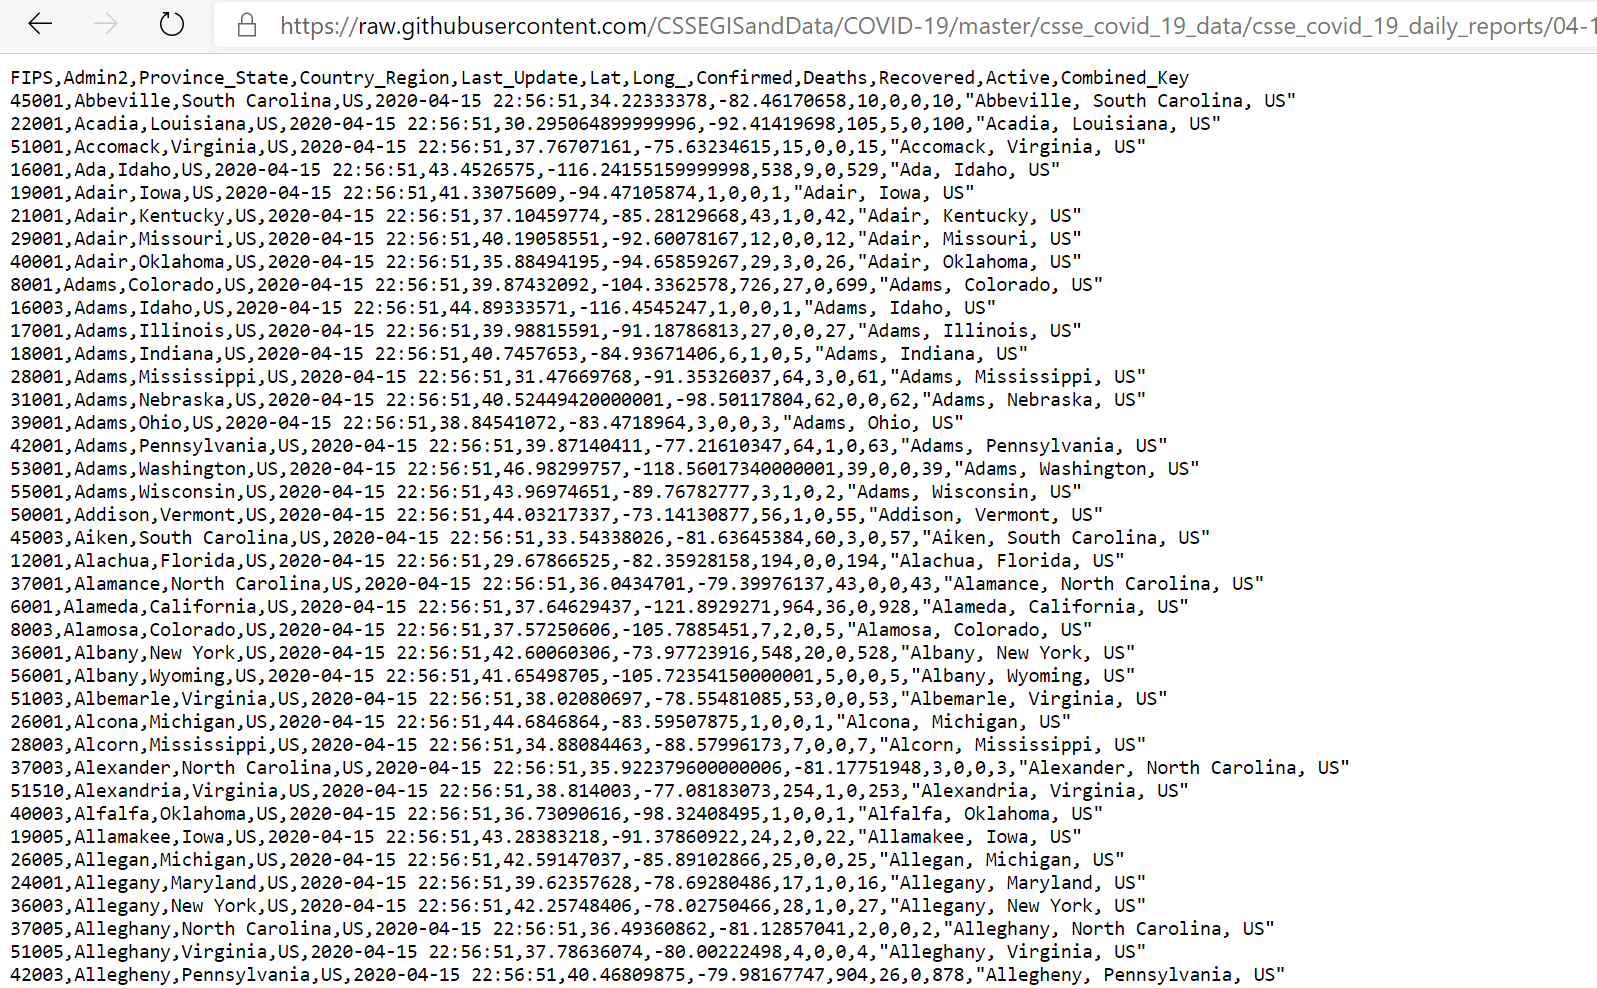 https://raw.githubusercontent.com/CSSEGISandData/COVID-19/master/csse_covid_19_data/csse_covid_19_daily_reports/04-1
FIPS,Admin2,Province_State,Country_Region,Last_Update,Lat,Long_,Confirmed,Deaths,Recovered,Active,Combined_Key
45001,Abbeville,South Carolina,US,2020-04-15 22:56:51,34.22333378,-82.46170658,10,0,0,10,"Abbeville, South Carolina, US"
22001,Acadia,Louisiana,US,2020-04-15 22:56:51,30.295064899999996,-92.41419698,105,5,0,100,"Acadia, Louisiana, US"
51001,Accomack,Virginia,US,2020-04-15 22:56:51,37.76707161,-75.63234615,15,0,0,15,"Accomack, Virginia, US"
16001,Ada,Idaho,US,2020-04-15 22:56:51,43.4526575,-116.24155159999998,538,9,0,529,"Ada, Idaho, US"
19001,Adair,Iowa,US,2020-04-15 22:56:51,41.33075609,-94.47105874,1,0,0,1,"Adair, Iowa, US"
21001,Adair,Kentucky,US,2020-04-15 22:56:51,37.10459774,-85.28129668,43,1,0,42,"Adair, Kentucky, US"
29001,Adair,Missouri,US,2020-04-15 22:56:51,40.19058551,-92.60078167,12,0,0,12,"Adair, Missouri, US"
40001,Adair,Oklahoma,US,2020-04-15 22:56:51,35.88494195,-94.65859267,29,3,0,26,"Adair, Oklahoma, US"
8001,Adams,Colorado,US,2020-04-15 22:56:51,39.87432092,-104.3362578,726,27,0,699,"Adams, Colorado, US"
16003,Adams,Idaho,US,2020-04-15 22:56:51,44.89333571,-116.4545247,1,0,0,1,"Adams, Idaho, US"
17001,Adams,Illinois,US,2020-04-15 22:56:51,39.98815591,-91.18786813,27,0,0,27,"Adams, Illinois, US"
18001,Adams,Indiana,US,2020-04-15 22:56:51,40.7457653,-84.93671406,6,1,0,5,"Adams, Indiana, US"
28001,Adams,Mississippi,US,2020-04-15 22:56:51,31.47669768,-91.35326037,64,3,0,61,"Adams, Mississippi, US"
31001,Adams,Nebraska,US,2020-04-15 22:56:51,40.52449420000001,-98.50117804,62,0,0,62,"Adams, Nebraska, US"
39001,Adams,Ohio,US,2020-04-15 22:56:51,38.84541072,-83.4718964,3,0,0,3,"Adams, Ohio, US"
42001,Adams,Pennsylvania,US,2020-04-15 22:56:51,39.87140411,-77.21610347,64,1,0,63,"Adams, Pennsylvania, US"
53001,Adams,Washington,US,2020-04-15 22:56:51,46.98299757,-118.56017340000001,39,0,0,39,"Adams, Washington, US"
55001,Adams,Wisconsin,US,2020-04-15 22:56:51,43.96974651,-89.76782777,3,1,0,2,"Adams, Wisconsin, US"
50001,Addison,Vermont,US,2020-04-15 22:56:51,44.03217337,-73.14130877,56,1,0,55,"Addison, Vermont, US"
45003,Aiken,South Carolina,US,2020-04-15 22:56:51,33.54338026,-81.63645384,60,3,0,57,"Aiken, South Carolina, US"
12001,Alachua,Florida,US,2020-04-15 22:56:51,29.67866525,-82.35928158,194,0,0,194,"Alachua, Florida, US"
37001,Alamance,North Carolina,US,2020-04-15 22:56:51,36.0434701,-79.39976137,43,0,0,43,"Alamance, North Carolina, US"
6001,Alameda,California,US,2020-04-15 22:56:51,37.64629437,-121.8929271,964,36,0,928,"Alameda, California, US"
8003,Alamosa,Colorado,US,2020-04-15 22:56:51,37.57250606,-105.7885451,7,2,0,5,"Alamosa, Colorado, US"
36001,Albany,New York,US,2020-04-15 22:56:51,42.60060306,-73.97723916,548,20,0,528,"Albany, New York, US"
56001,Albany,Wyoming,US,2020-04-15 22:56:51,41.65498705,-105.72354150000001,5,0,0,5,"Albany, Wyoming, US"
51003,Albemarle,Virginia,US,2020-04-15 22:56:51,38.02080697,-78.55481085,53,0,0,53,"Albemarle, Virginia, US"
26001,Alcona,Michigan,US,2020-04-15 22:56:51,44.6846864,-83.59507875,1,0,0,1,"Alcona, Michigan, US"
28003,Alcorn,Mississippi,US,2020-04-15 22:56:51,34.88084463,-88.57996173,7,0,0,7,"Alcorn, Mississippi, US"
37003,Alexander,North Carolina,US,2020-04-15 22:56:51,35.922379600000006,-81.17751948,3,0,0,3,"Alexander, North Carolina, US"
51510,Alexandria,Virginia,US,2020-04-15 22:56:51,38.814003,-77.08183073,254,1,0,253,"Alexandria, Virginia, US"
40003,Alfalfa,Oklahoma,US,2020-04-15 22:56:51,36.73090616,-98.32408495,1,0,0,1,"Alfalfa, Oklahoma, US"
19005,Allamakee,Iowa,US,2020-04-15 22:56:51,43.28383218,-91.37860922,24,2,0,22,"Allamakee, Iowa, US"
26005,Allegan,Michigan,US,2020-04-15 22:56:51,42.59147037,-85.89102866,25,0,0,25,"Allegan, Michigan, US"
24001,Allegany,Maryland,US,2020-04-15 22:56:51,39.62357628,-78.69280486,17,1,0,16,"Allegany, Maryland, US"
36003,Allegany,New York,US,2020-04-15 22:56:51,42.25748406,-78.02750466,28,1,0,27,"Allegany, New York, US"
37005,Alleghany,North Carolina,US,2020-04-15 22:56:51,36.49360862,-81.12857041,2,0,0,2,"Alleghany, North Carolina, US"
51005,Alleghany,Virginia,US,2020-04-15 22:56:51,37.78636074,-80.00222498,4,0,0,4,"Alleghany, Virginia, US"
42003,Allegheny,Pennsylvania,US,2020-04-15 22:56:51,40.46809875,-79.98167747,904,26,0,878,"Allegheny, Pennsylvania, US"